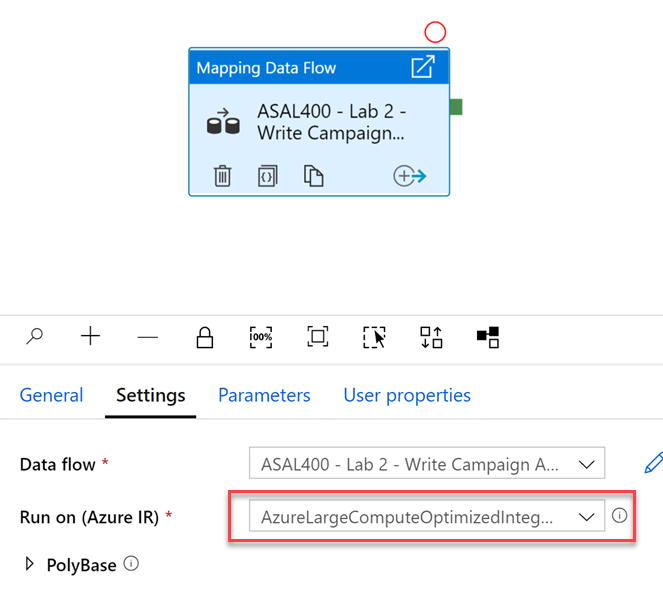 Mapping Data Flow
ASAL400 - Lab 2 -
Write Campaign...
{}
100%
General Settings Parameters User properties
Data flow * ASAL400 - Lab 2 - Write Campaign A...
Run on (Azure IR) * AzureLargeComputeOptimizedInteg...
PolyBase